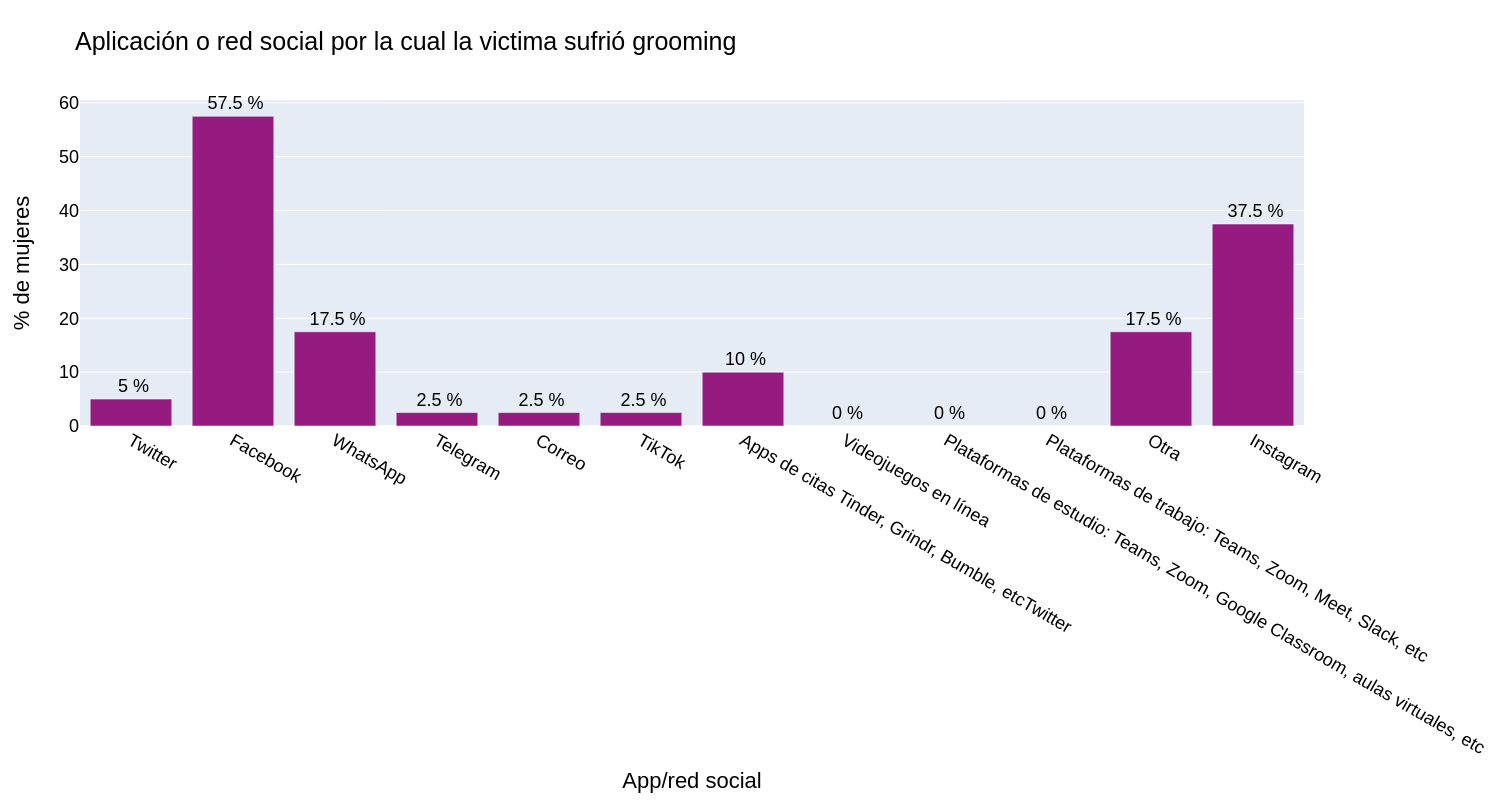 Aplicación o red social por la cual la victima sufrió grooming
% de mujeres
60
50
40
30
20
10
0
5 %
57.5 %
17.5 %
2.5 %
2.5 %
2.5 %
10 %
0 %
0 %
0 %
17.5 %
37.5 %
Twitter
Facebook
WhatsApp
Telegram
Correo
TikTok
Apps de citas Tinder, Grindr, Bumble, etcTwitter
Videojuegos en línea
Plataformas de estudio: Teams, Zoom, Google Classroom, aulas virtuales, etc
Plataformas de trabajo: Teams, Zoom, Meet, Slack, etc
Otra
Instagram
App/red social